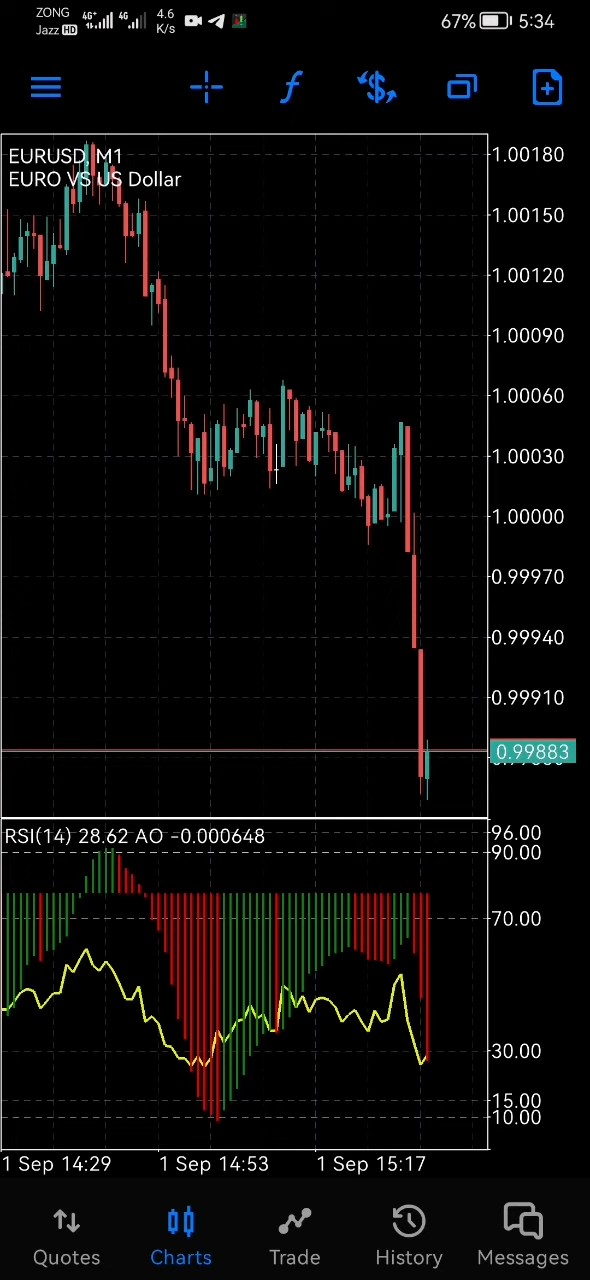 ZONG
Jazz HD
4G+
4G
4.6
K/s
67%
5:34
f
$
EURUSD, M1
EURO VS US Dollar
1.00180
1.00150
1.00120
1.00090
1.00060
1.00030
1.00000
0.99970
0.99940
0.99910
0.99883
RSI(14) 28.62 AO -0.000648
96.00
90.00
70.00
30.00
15.00
10.00
1 Sep 14:29
1 Sep 14:53
1 Sep 15:17
Quotes
Charts
Trade
History
Messages